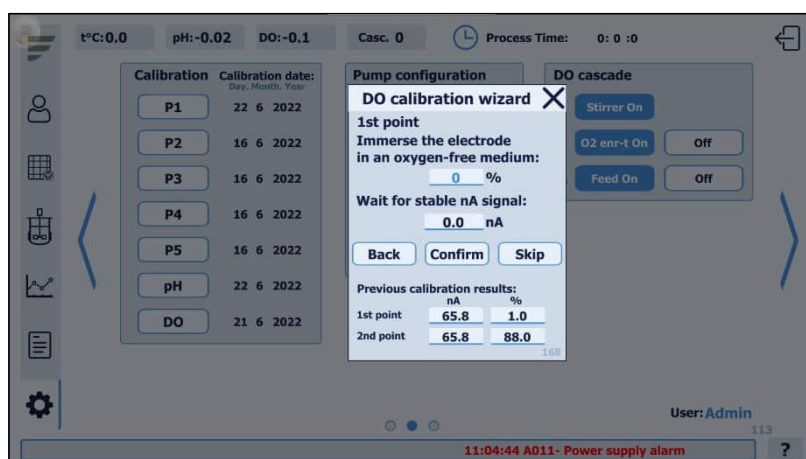 t°C:0.0 pH:-0.02 DO:-0.1 Casc. 0 Process Time: 0: 0 :0
Calibration Calibration date:
Day. Month. Year
P1 22 6 2022
P2 16 6 2022
P3 16 6 2022
P4 16 6 2022
P5 16 6 2022
pH 22 6 2022
DO 21 6 2022
Pump configuration
DO calibration wizard
1st point
Immerse the electrode
in an oxygen-free medium:
0 %
Wait for stable nA signal:
0.0 nA
Back Confirm Skip
Previous calibration results:
nA %
1st point 65.8 1.0
2nd point 65.8 88.0
168
DO cascade
Stirrer On
O2 enr-t On Off
Feed On Off
User: Admin
113
11:04:44 A011- Power supply alarm ?